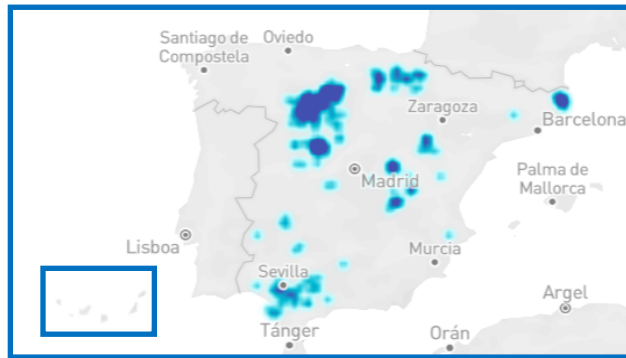 Santiago de
Compostela
Oviedo
Zaragoza
Barcelona
Madrid
Palma de
Mallorca
Lisboa
Murcia
Sevilla
Argel
Tánger
Orán